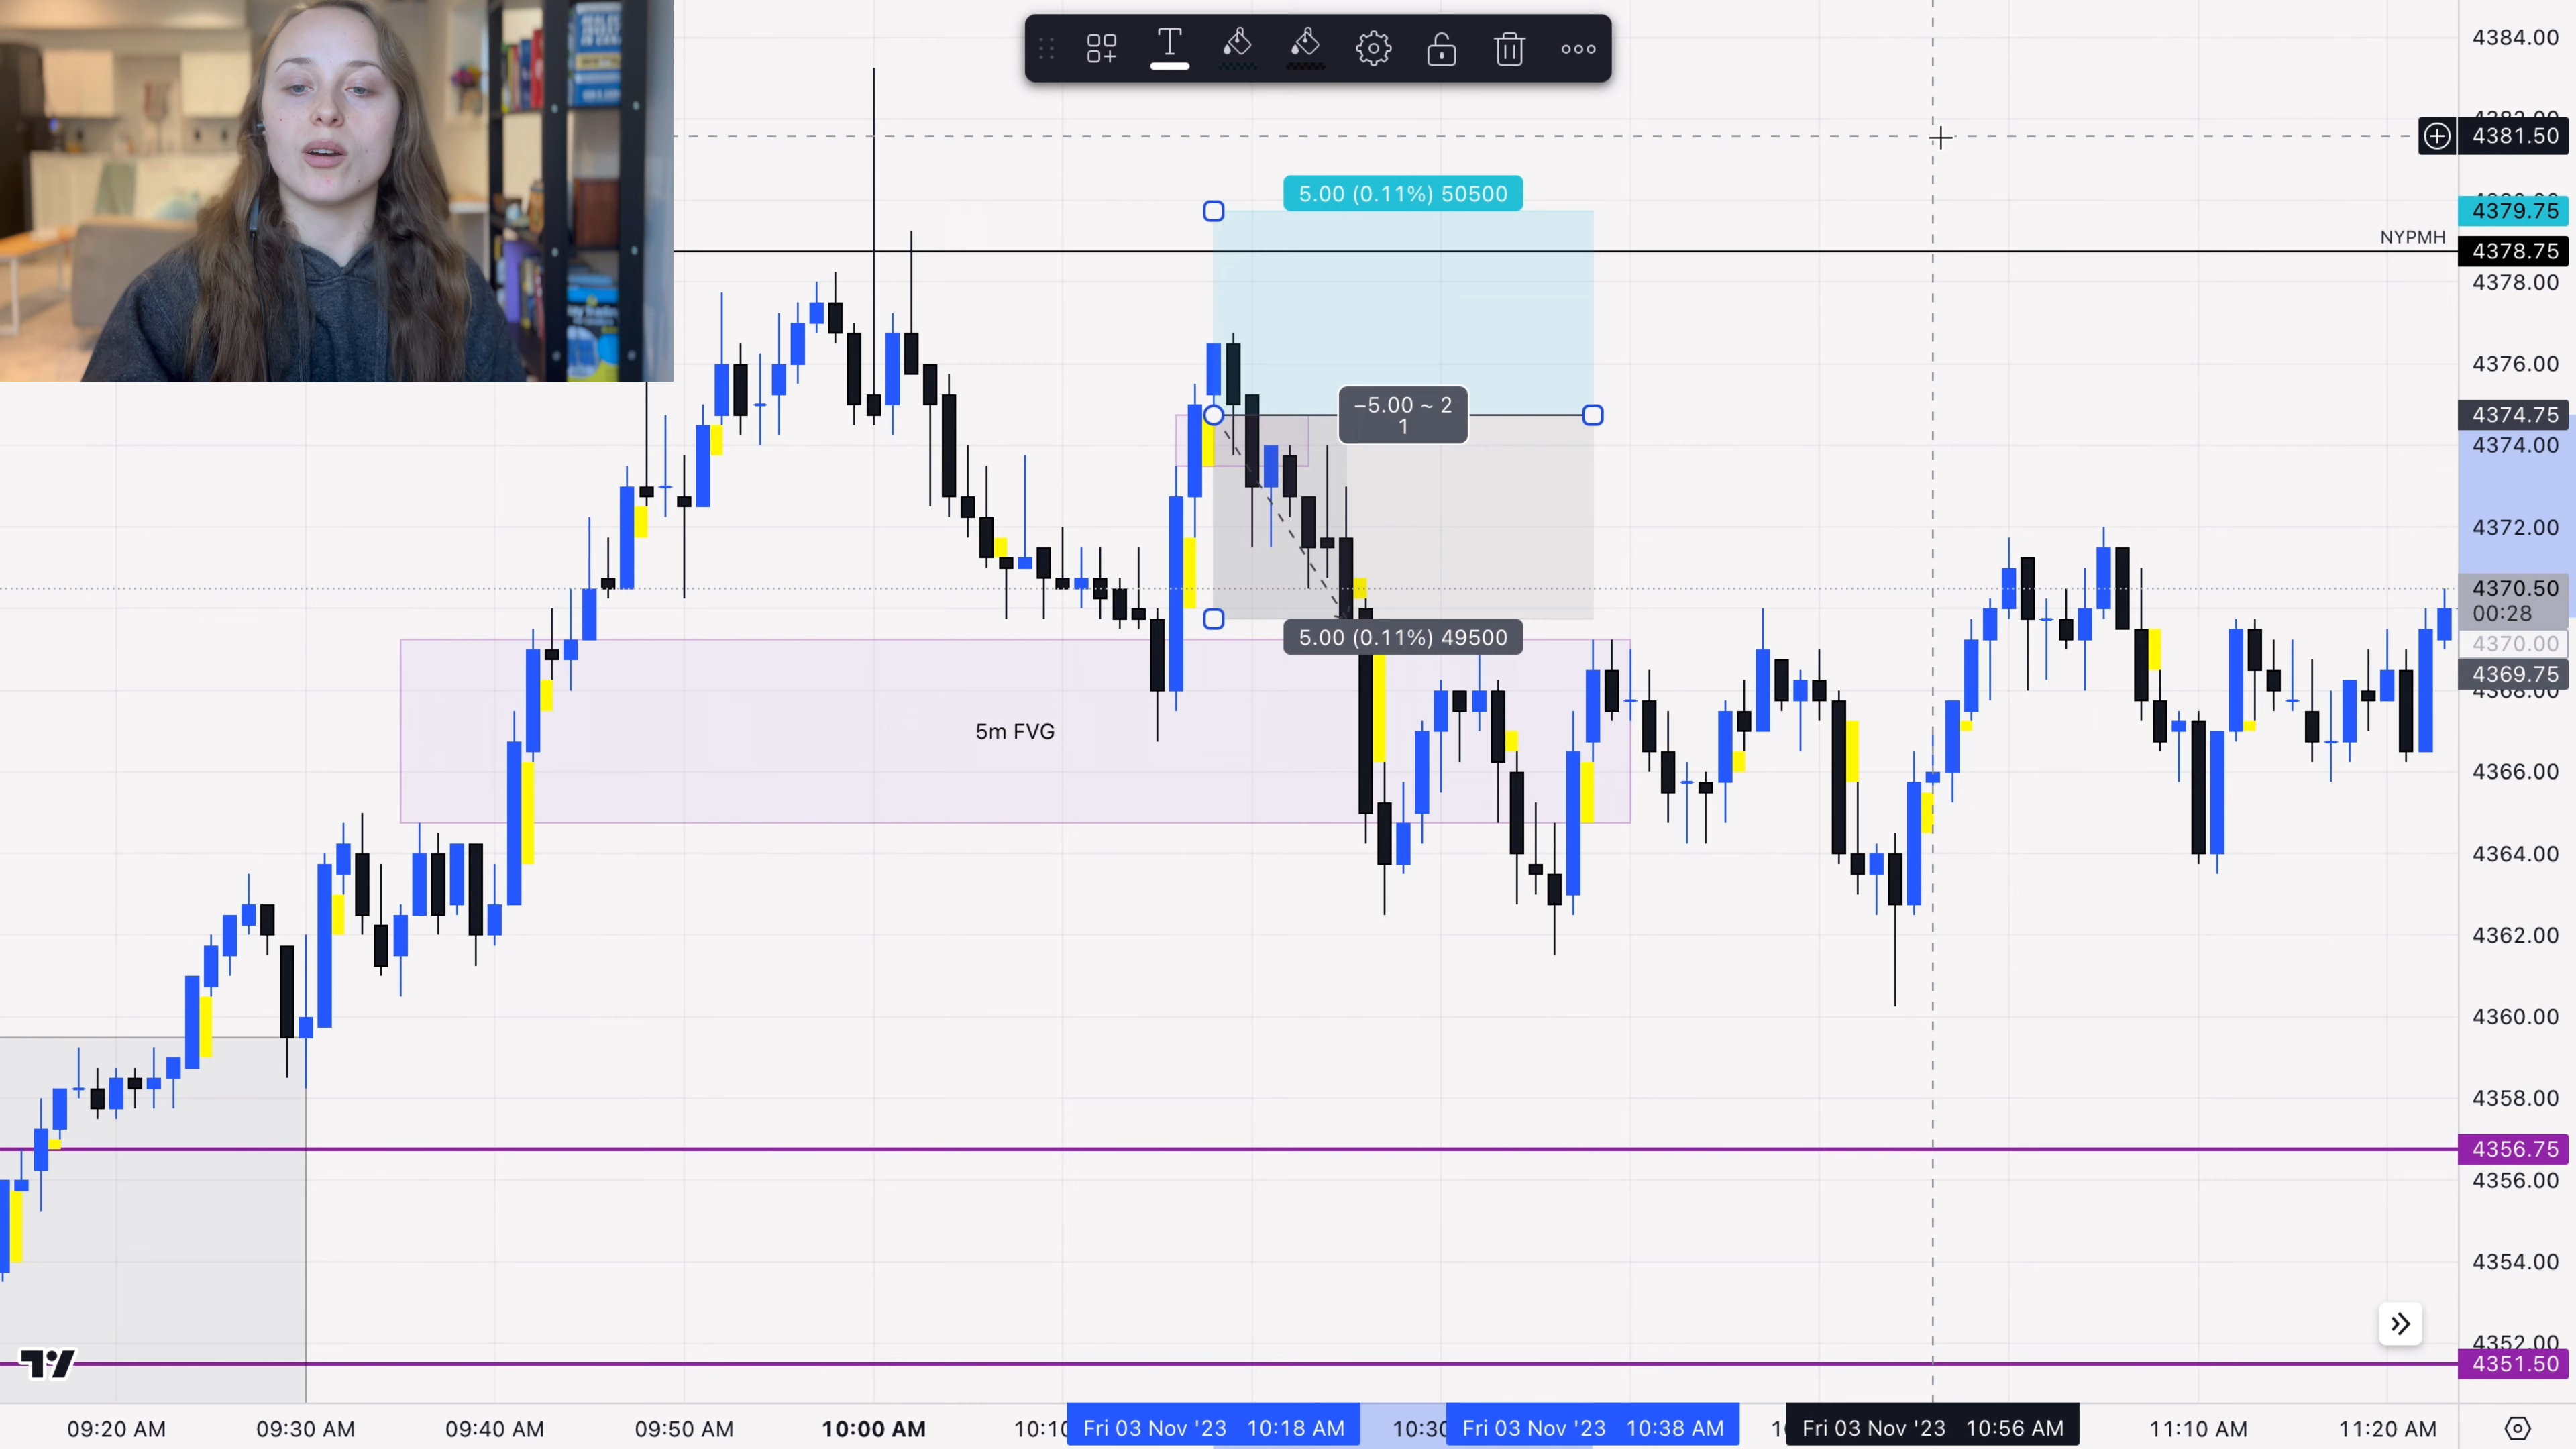 5.00 (0.11%) 50500
−5.00 ~ 2
1
5.00 (0.11%) 49500
5m FVG
NYPMH
4384.00
4381.50
4379.75
4378.75
4378.00
4376.00
4374.75
4374.00
4372.00
4370.50
00:28
4370.00
4369.75
4368.00
4366.00
4364.00
4362.00
4360.00
4358.00
4356.75
4356.00
4354.00
4352.00
4351.50
09:20 AM
09:30 AM
09:40 AM
09:50 AM
10:00 AM
Fri 03 Nov '23 10:18 AM
Fri 03 Nov '23 10:38 AM
Fri 03 Nov '23 10:56 AM
11:10 AM
11:20 AM